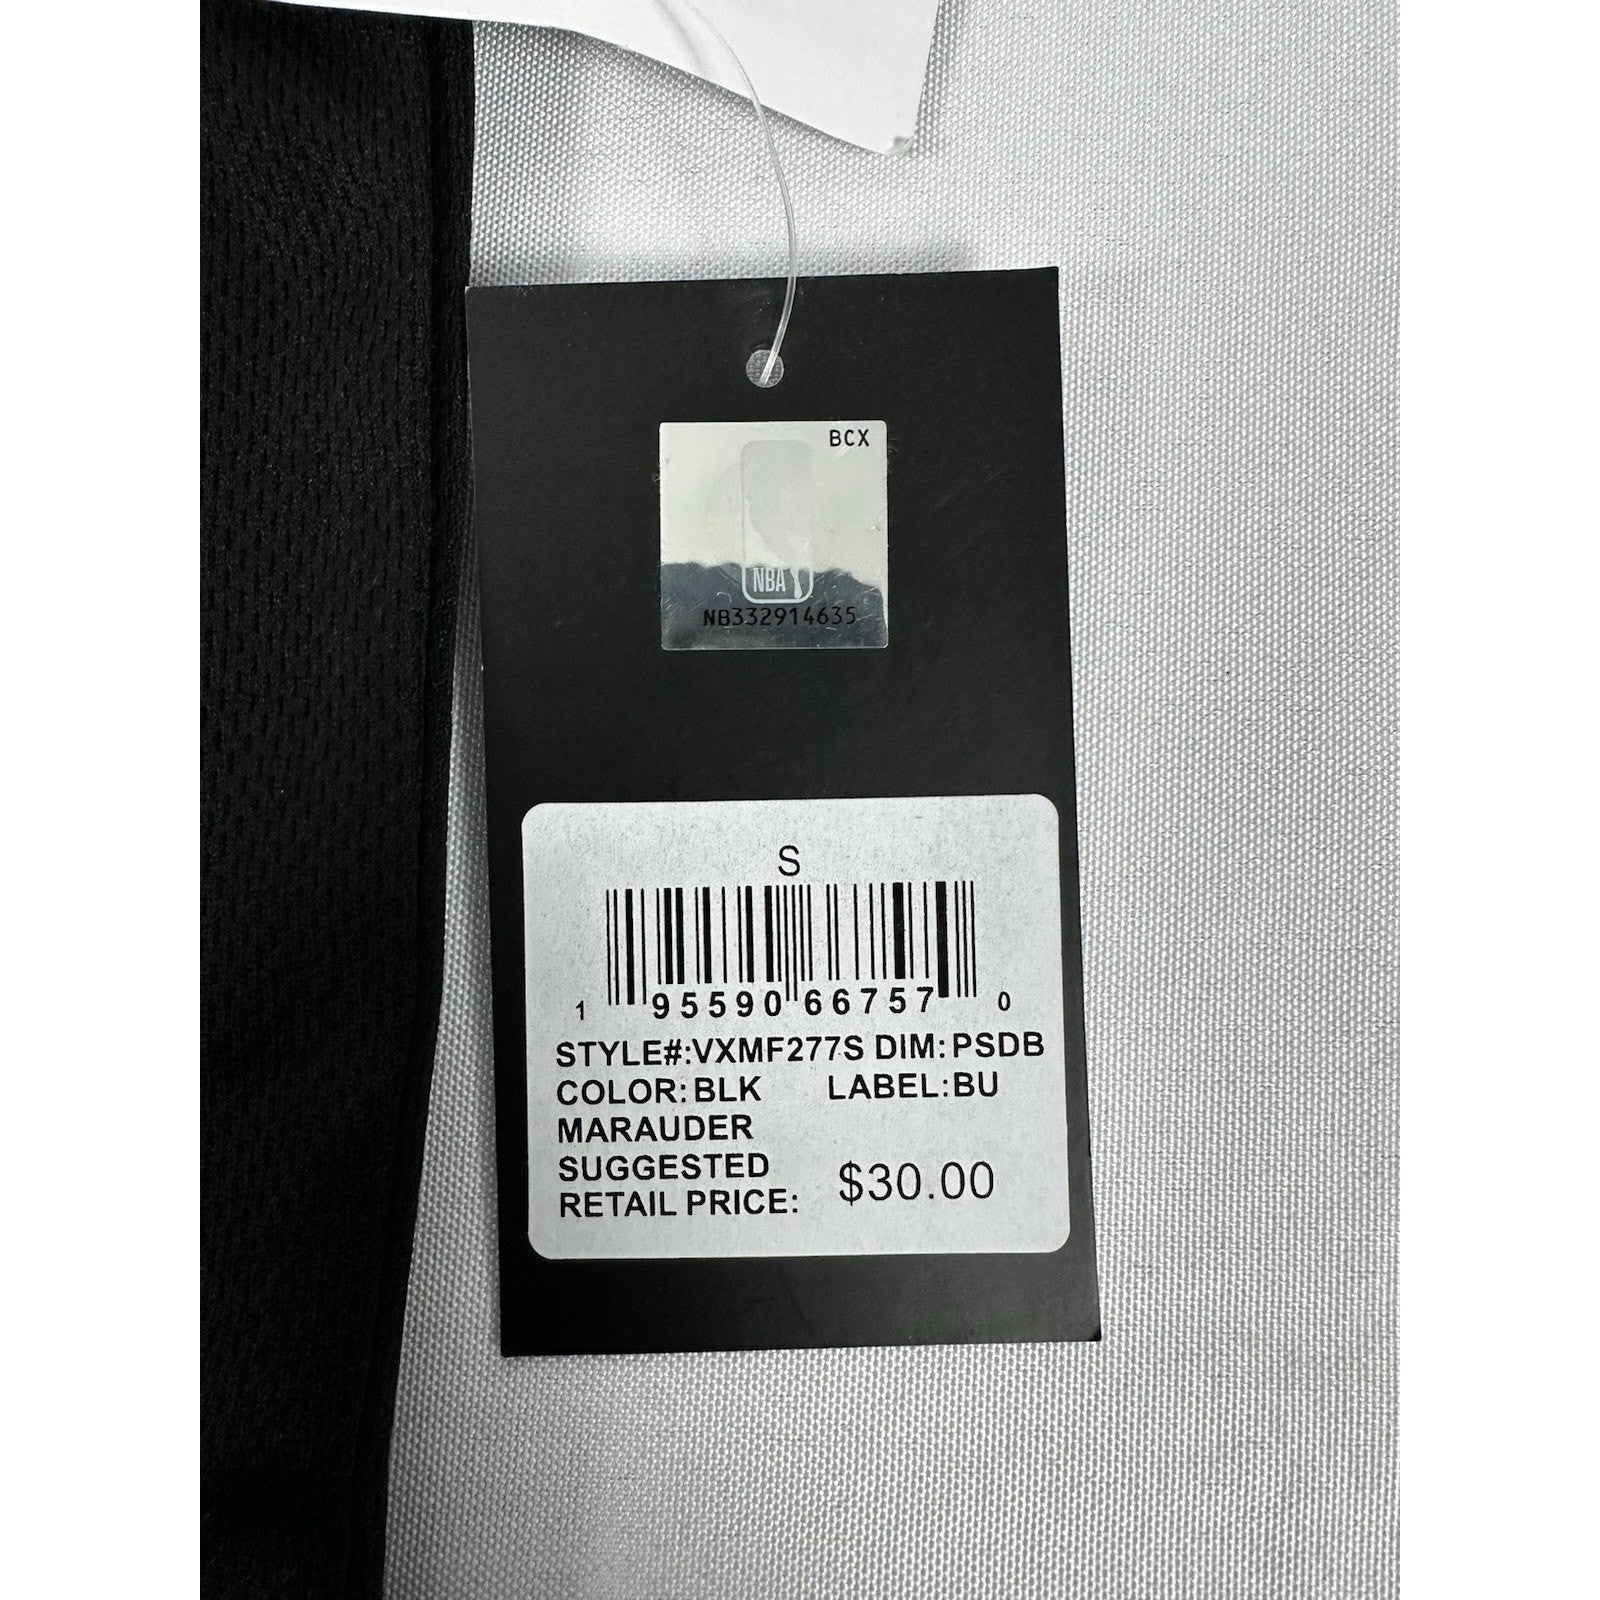 BCX
NBA
NB332914635
S
1 95590 66757 0
STYLE#:VXMF277S DIM:PSDB
COLOR:BLK LABEL:BU
MARAUDER
SUGGESTED
RETAIL PRICE: $30.00